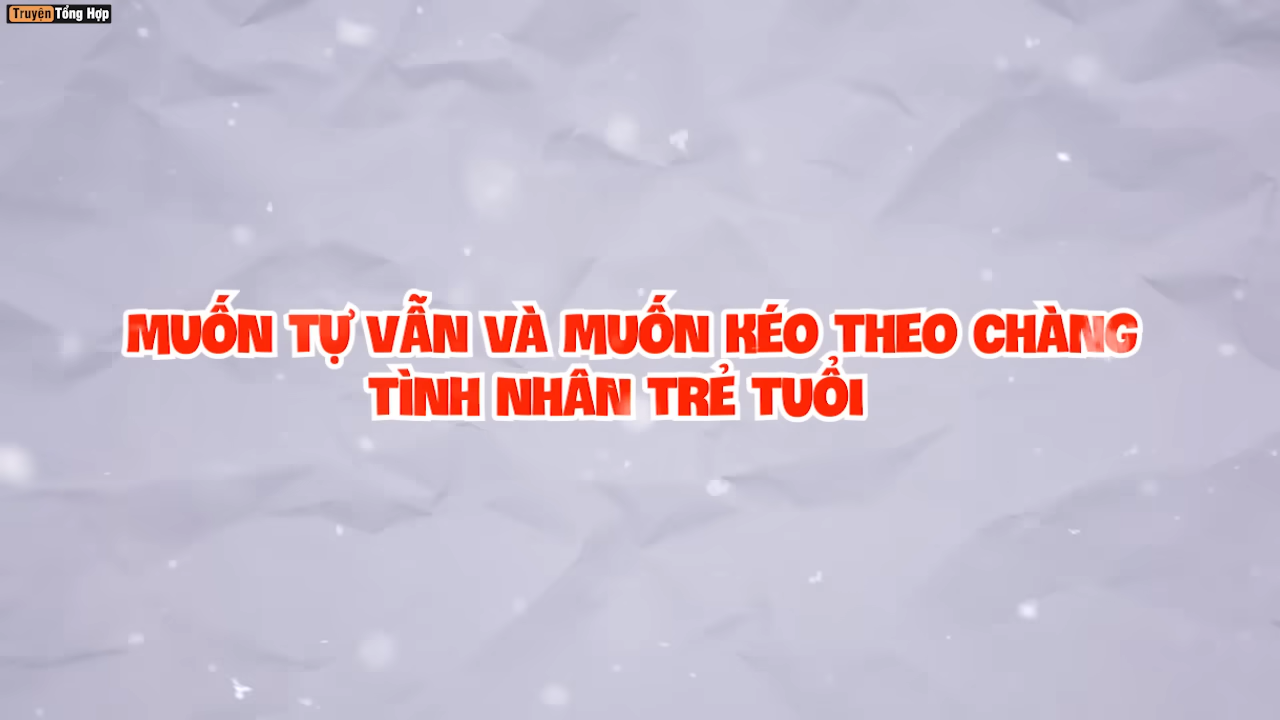 Truyện Tổng Hợp
MUỐN TỰ VẪN VÀ MUỐN KÉO THEO CHÀNG
TÌNH NHÂN TRẺ TUỔI